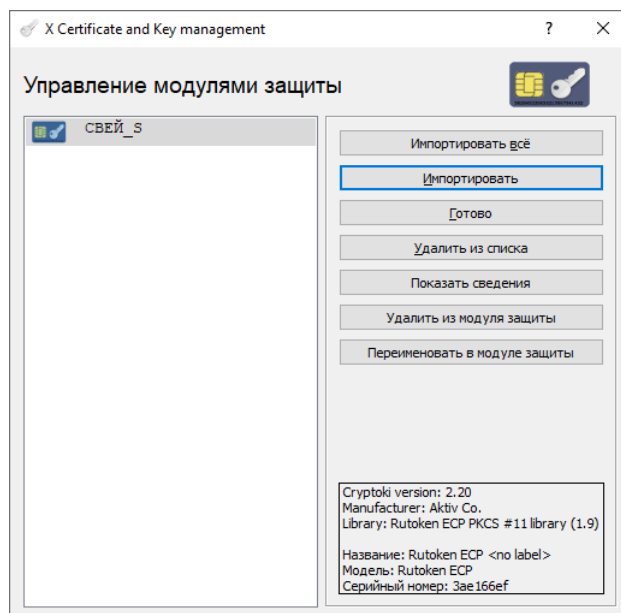 X Certificate and Key management
?
Управление модулями защиты
СВЕЙ_S
Импортировать всё
Импортировать
Готово
Удалить из списка
Показать сведения
Удалить из модуля защиты
Переименовать в модуле защиты
Cryptoki version: 2.20
Manufacturer: Aktiv Co.
Library: Rutoken ECP PKCS #11 library (1.9)
Название: Rutoken ECP <no label>
Модель: Rutoken ECP
Серийный номер: 3ae166ef